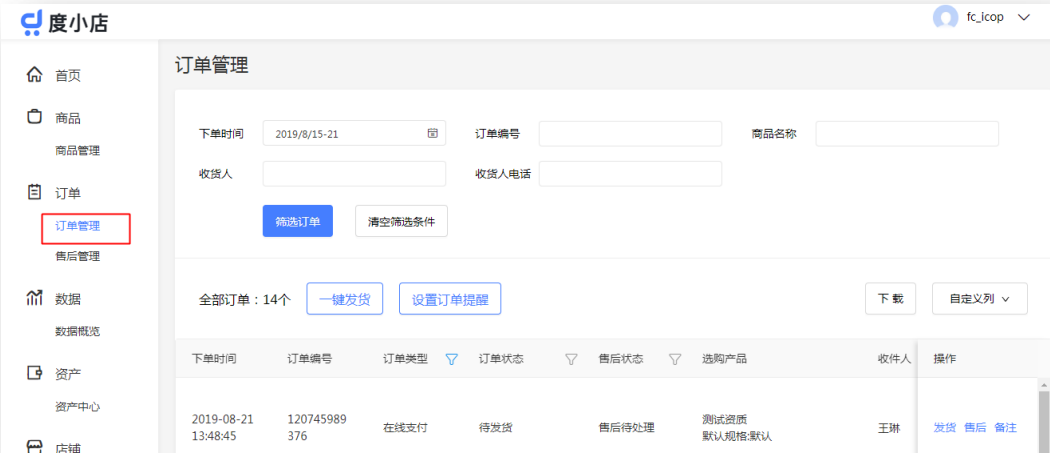 度小店
fc_icop
首页
商品
商品管理
订单
订单管理
售后管理
数据
数据概览
资产
资产中心
店铺
订单管理
下单时间 2019/8/15-21 订单编号 商品名称
收货人 收货人电话
筛选订单 清空筛选条件
全部订单：14个 一键发货 设置订单提醒 下载 自定义列
下单时间 订单编号 订单类型 订单状态 售后状态 选购产品 收件人 操作
2019-08-21 13:48:45 120745989 376 在线支付 待发货 售后待处理 测试资质 默认规格:默认 王琳 发货 售后 备注